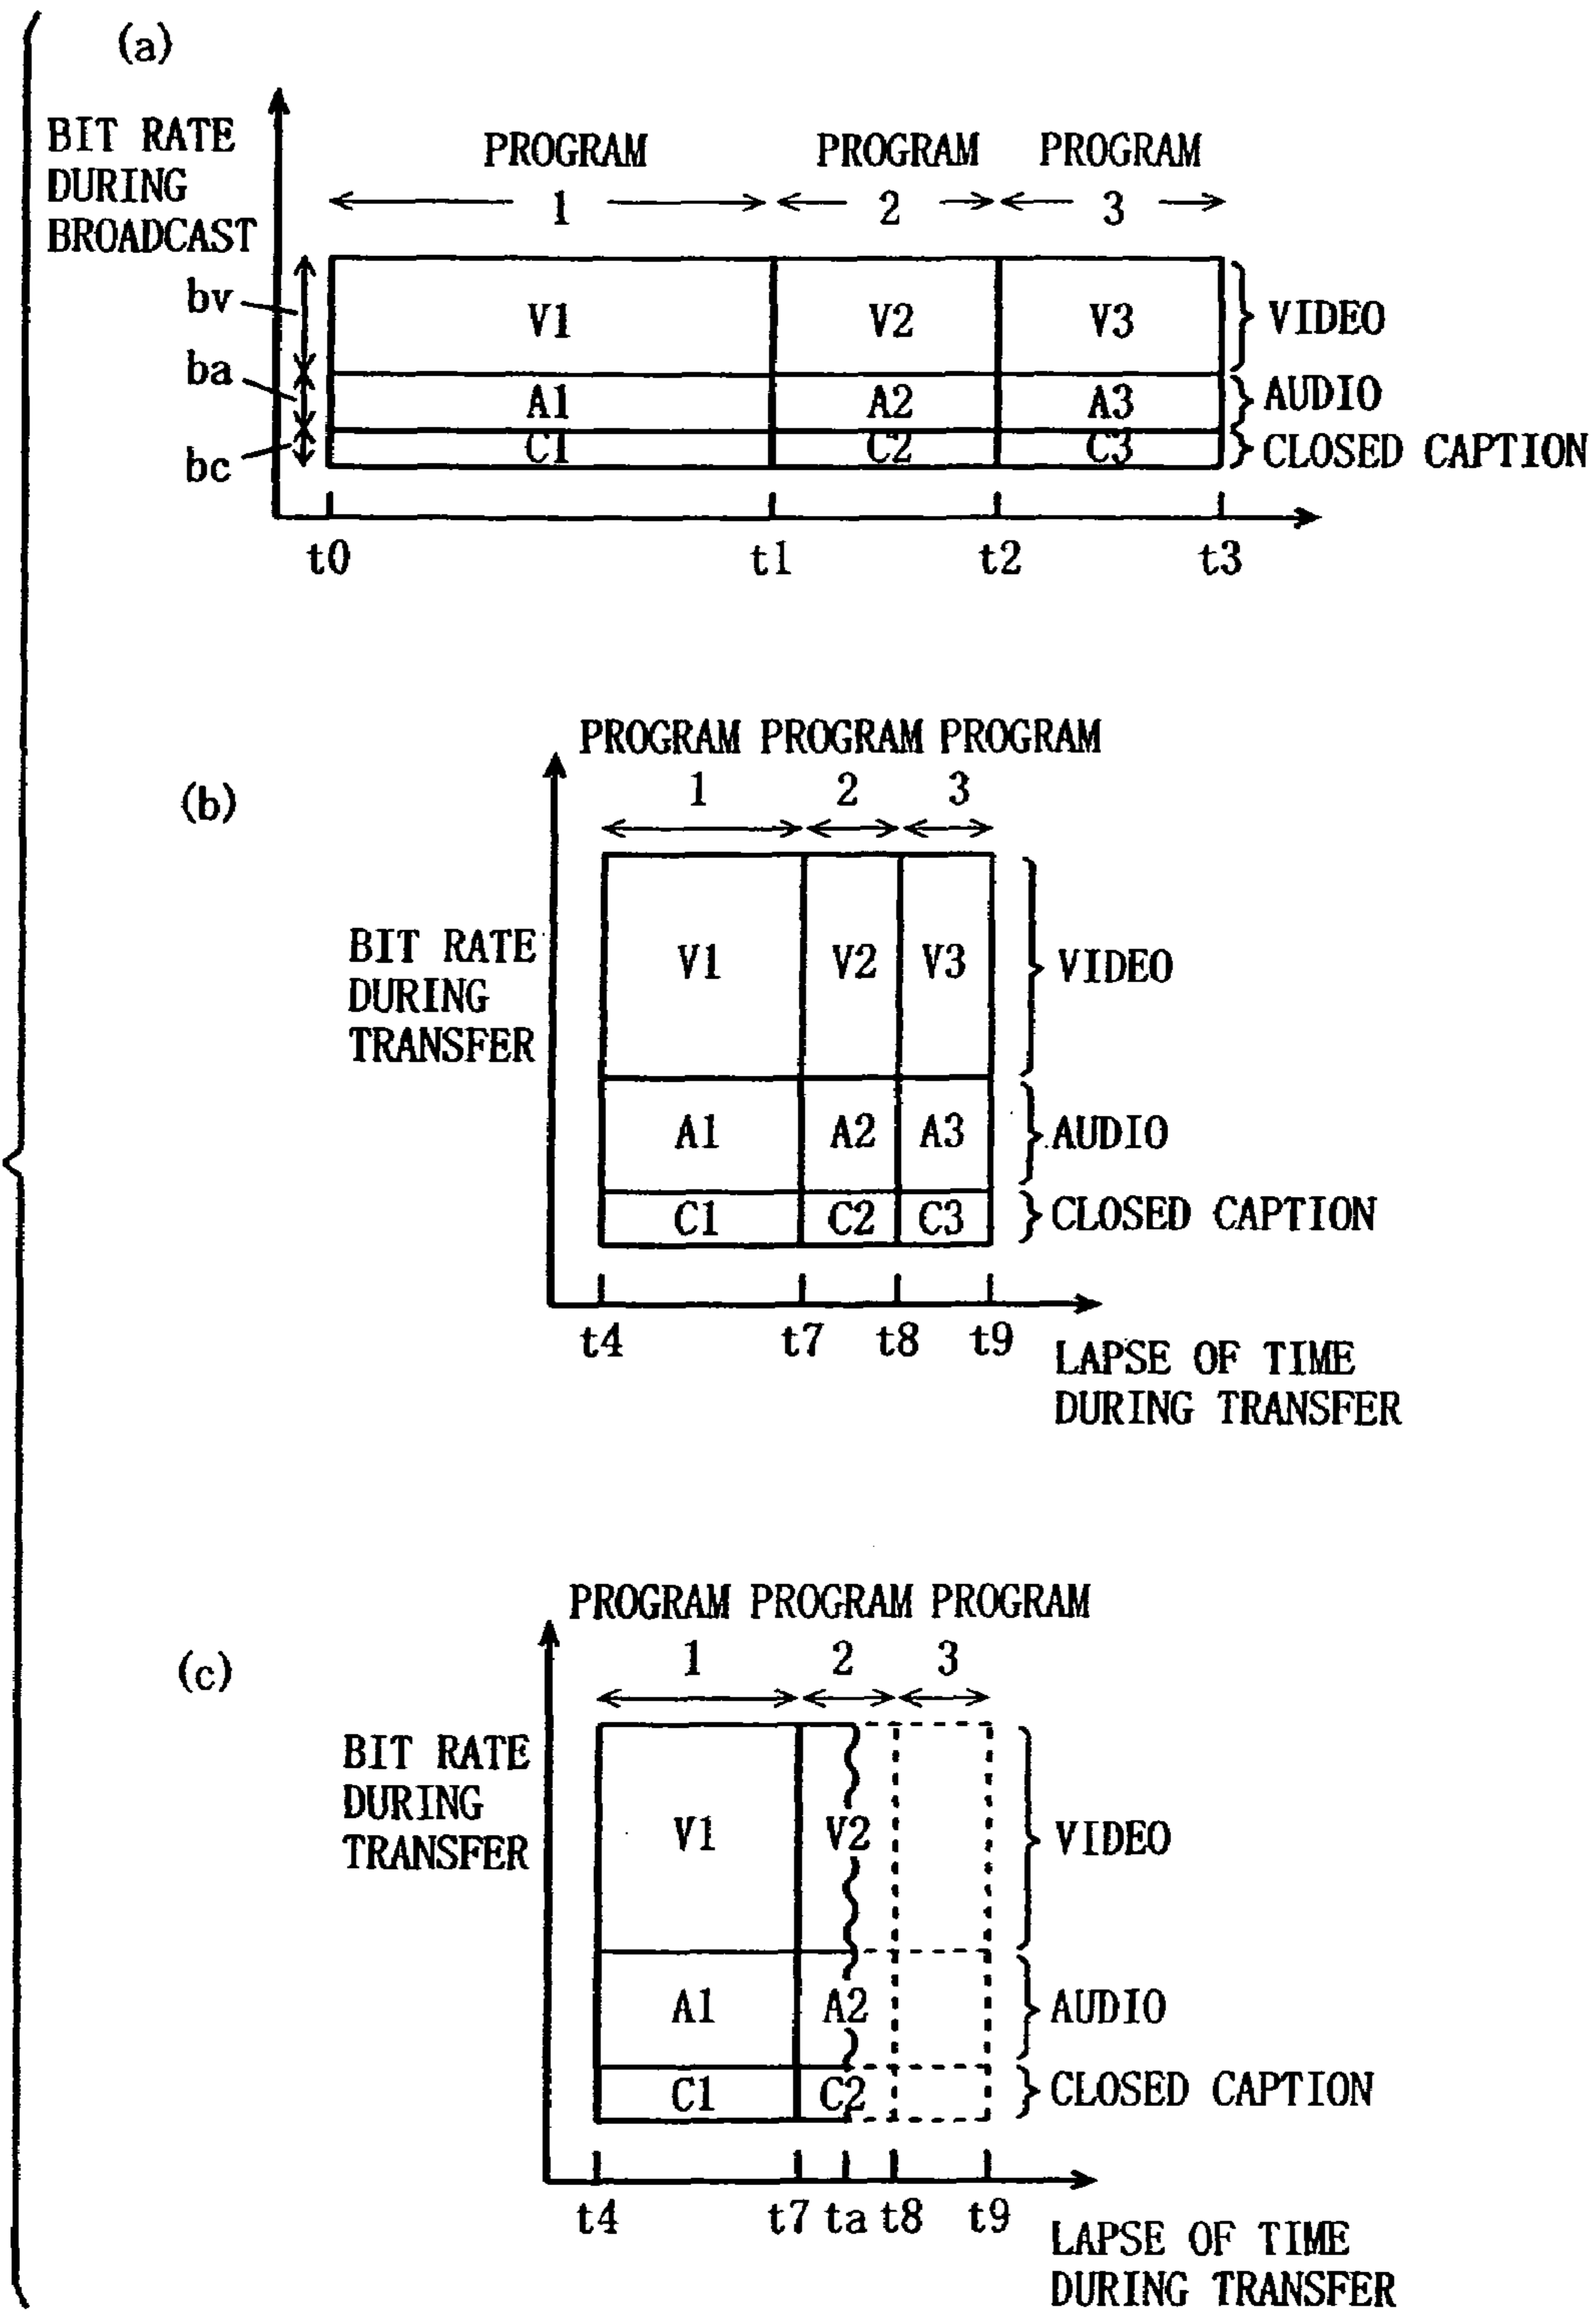 (a)
BIT RATE
DURING
BROADCAST
PROGRAM PROGRAM PROGRAM
1 2 3
bv
ba
bc
V1 V2 V3 VIDEO
A1 A2 A3 AUDIO
C1 C2 C3 CLOSED CAPTION
t0 t1 t2 t3
(b)
PROGRAM PROGRAM PROGRAM
1 2 3
BIT RATE
DURING
TRANSFER
V1 V2 V3 VIDEO
A1 A2 A3 AUDIO
C1 C2 C3 CLOSED CAPTION
t4 t7 t8 t9
LAPSE OF TIME
DURING TRANSFER
(c)
PROGRAM PROGRAM PROGRAM
1 2 3
BIT RATE
DURING
TRANSFER
V1 V2 VIDEO
A1 A2 AUDIO
C1 C2 CLOSED CAPTION
t4 t7 ta t8 t9
LAPSE OF TIME
DURING TRANSFER